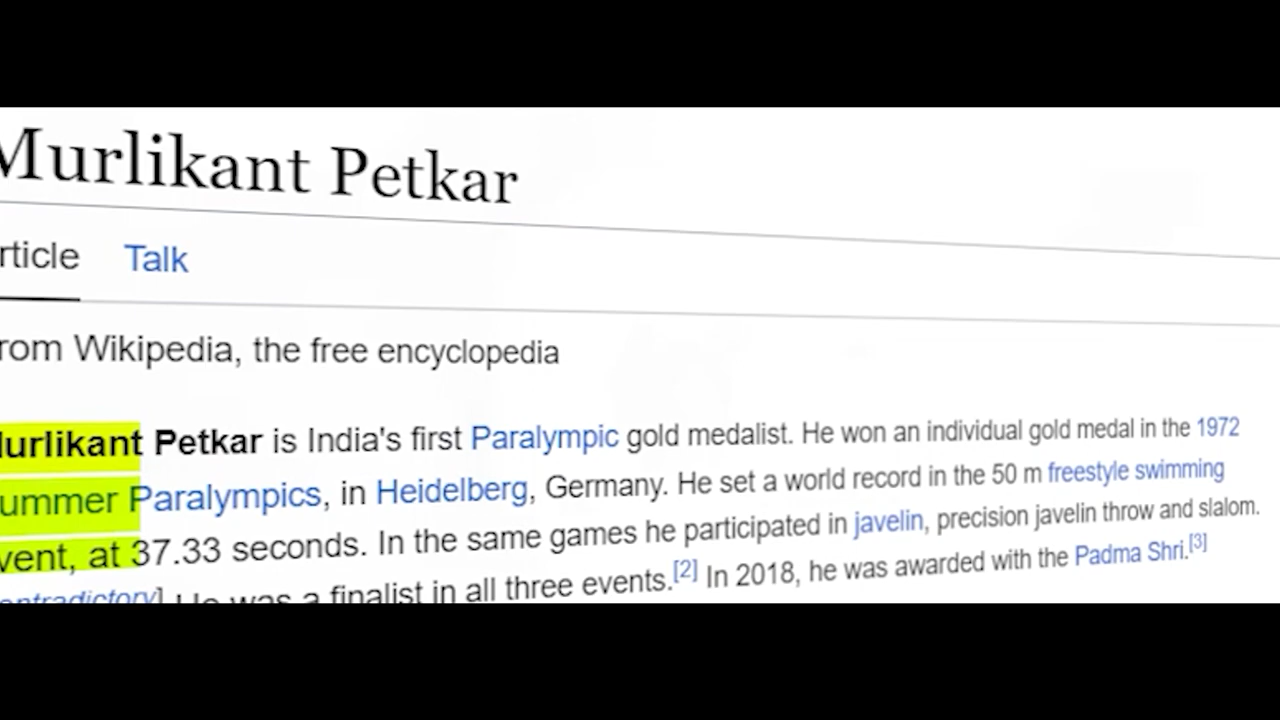 Murlikant Petkar
rticle Talk
rom Wikipedia, the free encyclopedia
urlikant Petkar is India's first Paralympic gold medalist. He won an individual gold medal in the 1972
ummer Paralympics, in Heidelberg, Germany. He set a world record in the 50 m freestyle swimming
vent, at 37.33 seconds. In the same games he participated in javelin, precision javelin throw and slalom.
ontradictory] He was a finalist in all three events.[2] In 2018, he was awarded with the Padma Shri.[3]